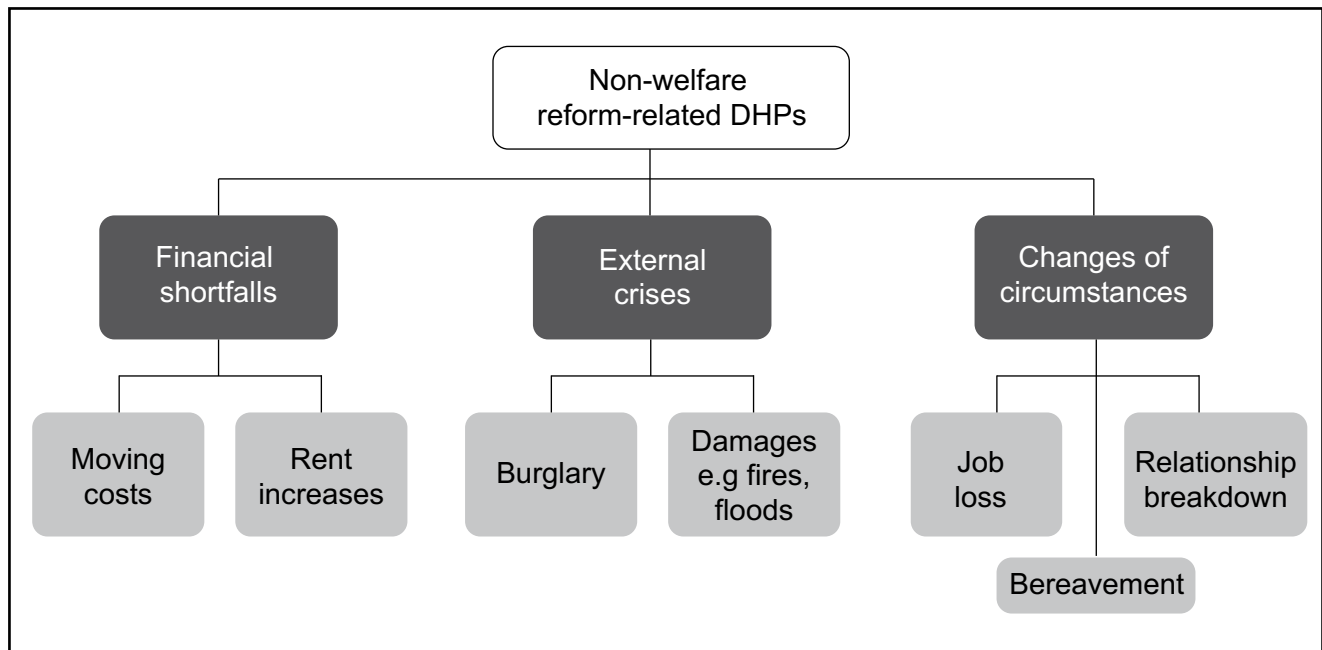 Non-welfare
reform-related DHPs
Financial
shortfalls
External
crises
Changes of
circumstances
Moving
costs
Rent
increases
Burglary
Damages
e.g fires,
floods
Job
loss
Relationship
breakdown
Bereavement